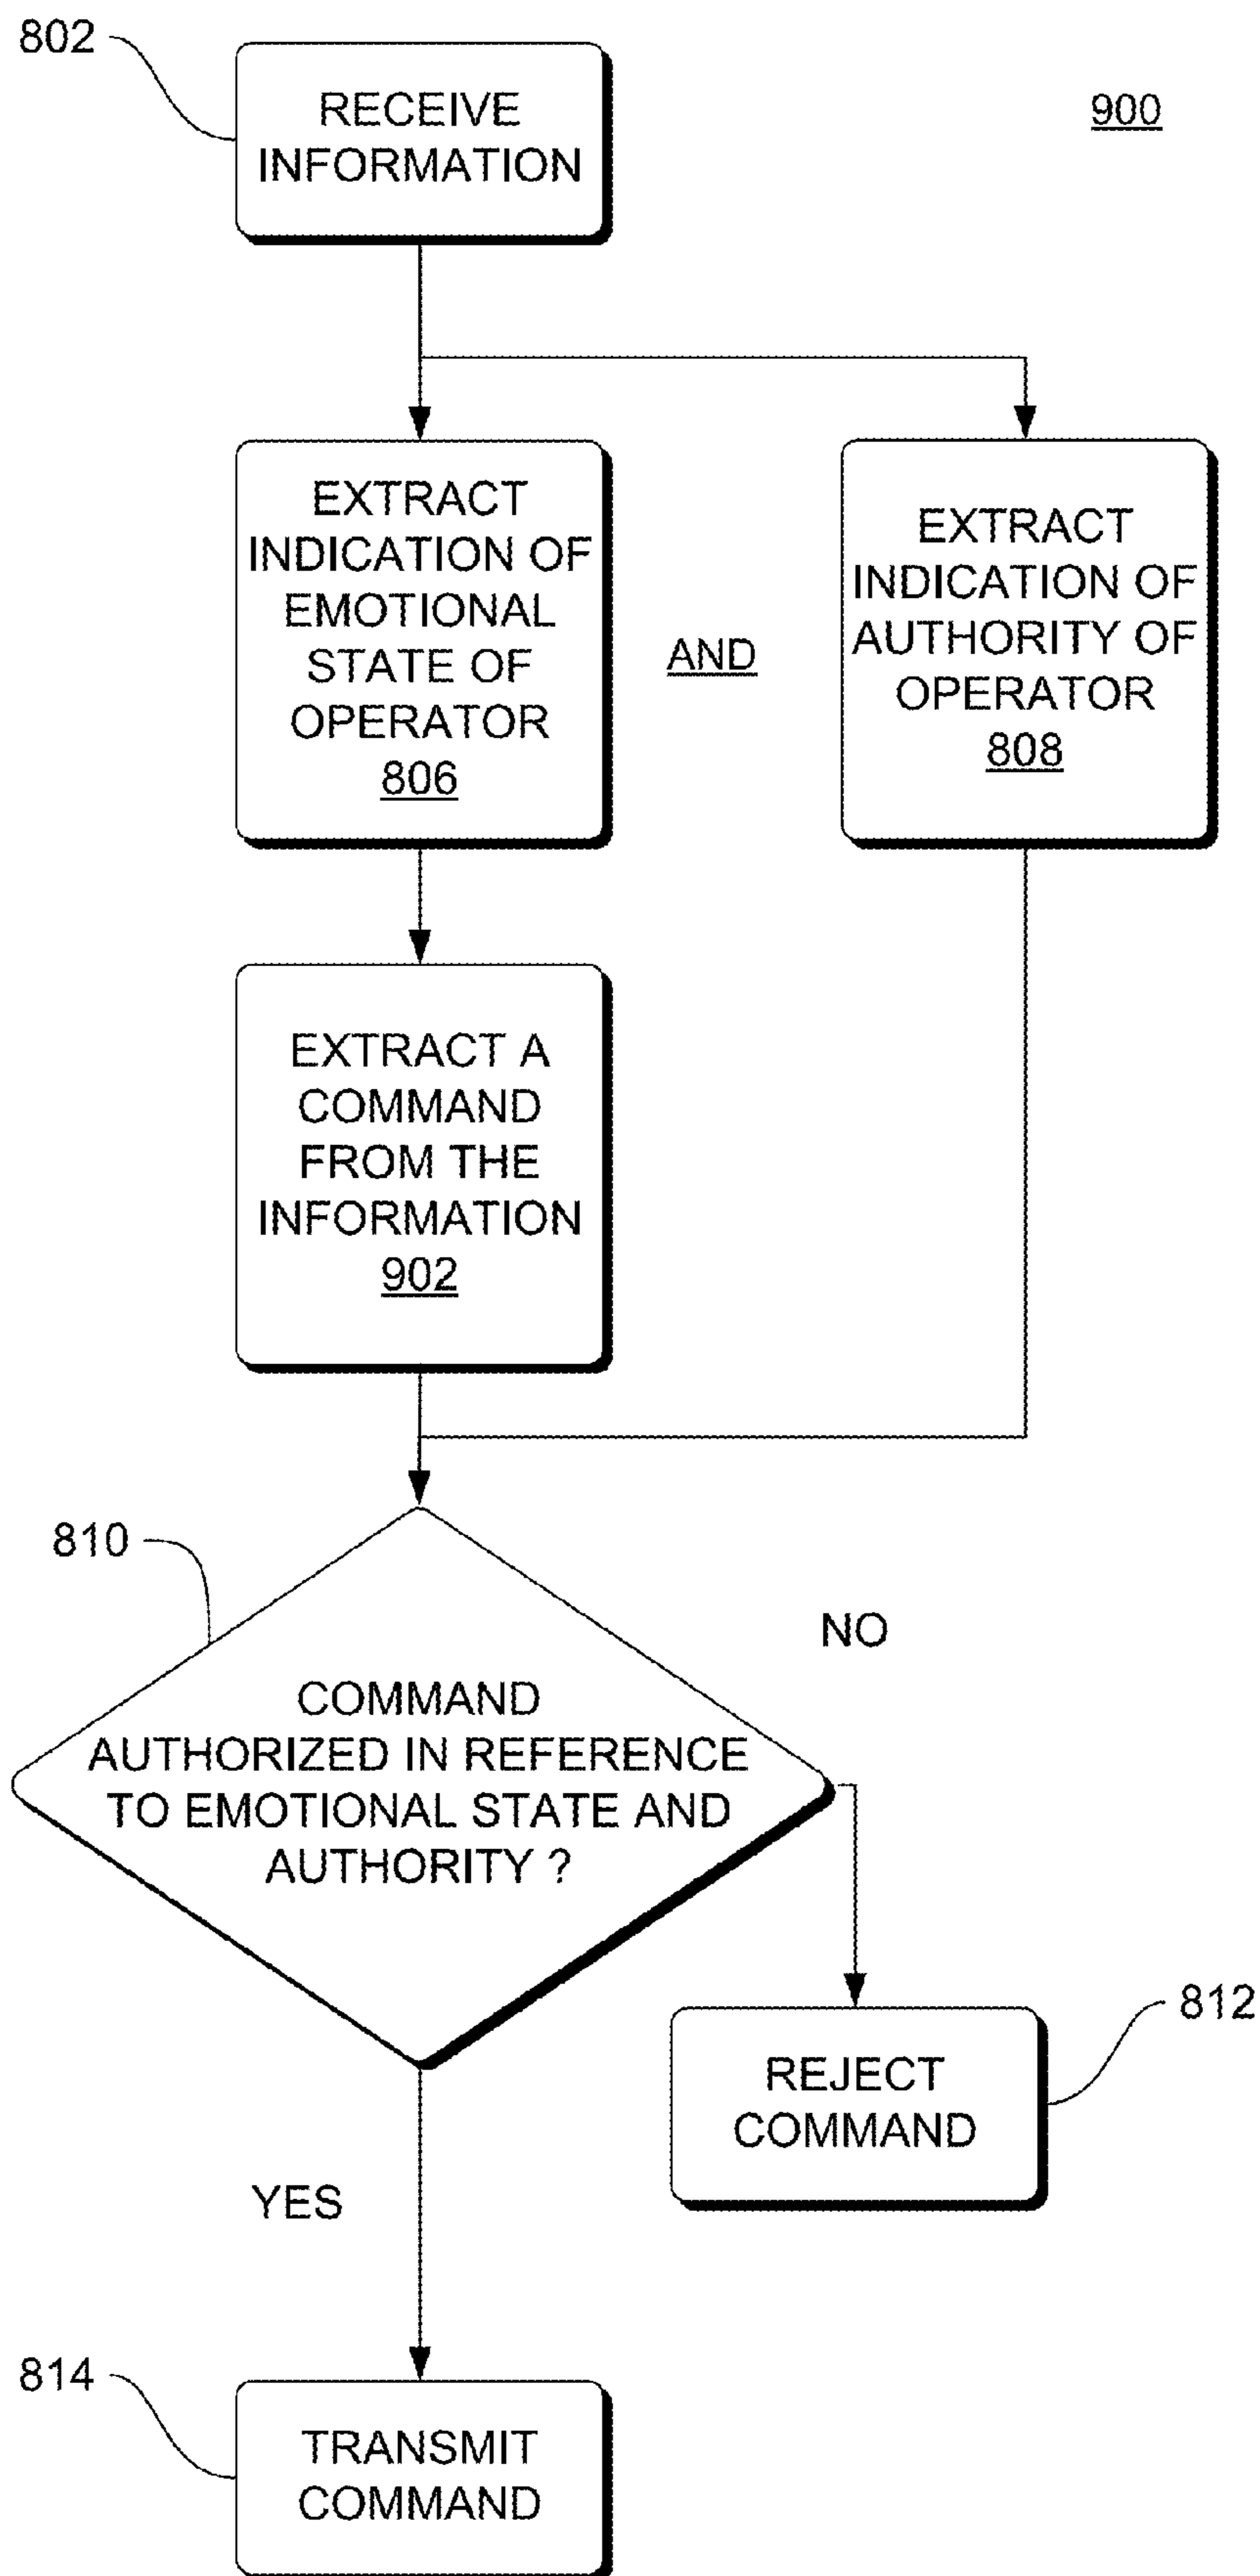 802
RECEIVE
INFORMATION
900
EXTRACT
INDICATION OF
EMOTIONAL
STATE OF
OPERATOR
806
AND
EXTRACT
INDICATION OF
AUTHORITY OF
OPERATOR
808
EXTRACT A
COMMAND
FROM THE
INFORMATION
902
810
COMMAND
AUTHORIZED IN REFERENCE
TO EMOTIONAL STATE AND
AUTHORITY ?
NO
812
REJECT
COMMAND
YES
814
TRANSMIT
COMMAND